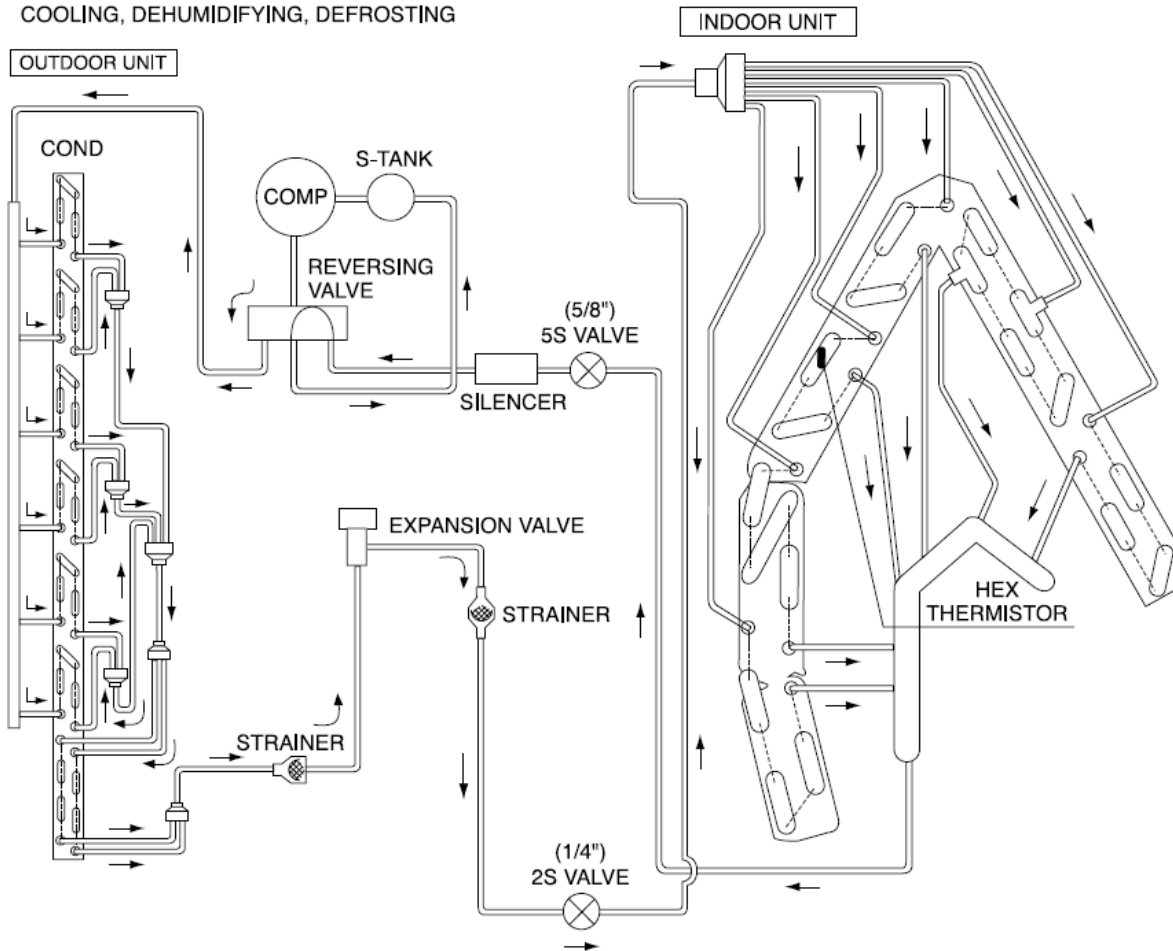 COOLING, DEHUMIDIFYING, DEFROSTING
INDOOR UNIT
OUTDOOR UNIT
COND
S-TANK
COMP
REVERSING
VALVE
(5/8")
5S VALVE
SILENCER
EXPANSION VALVE
STRAINER
HEX
THERMISTOR
STRAINER
(1/4")
2S VALVE